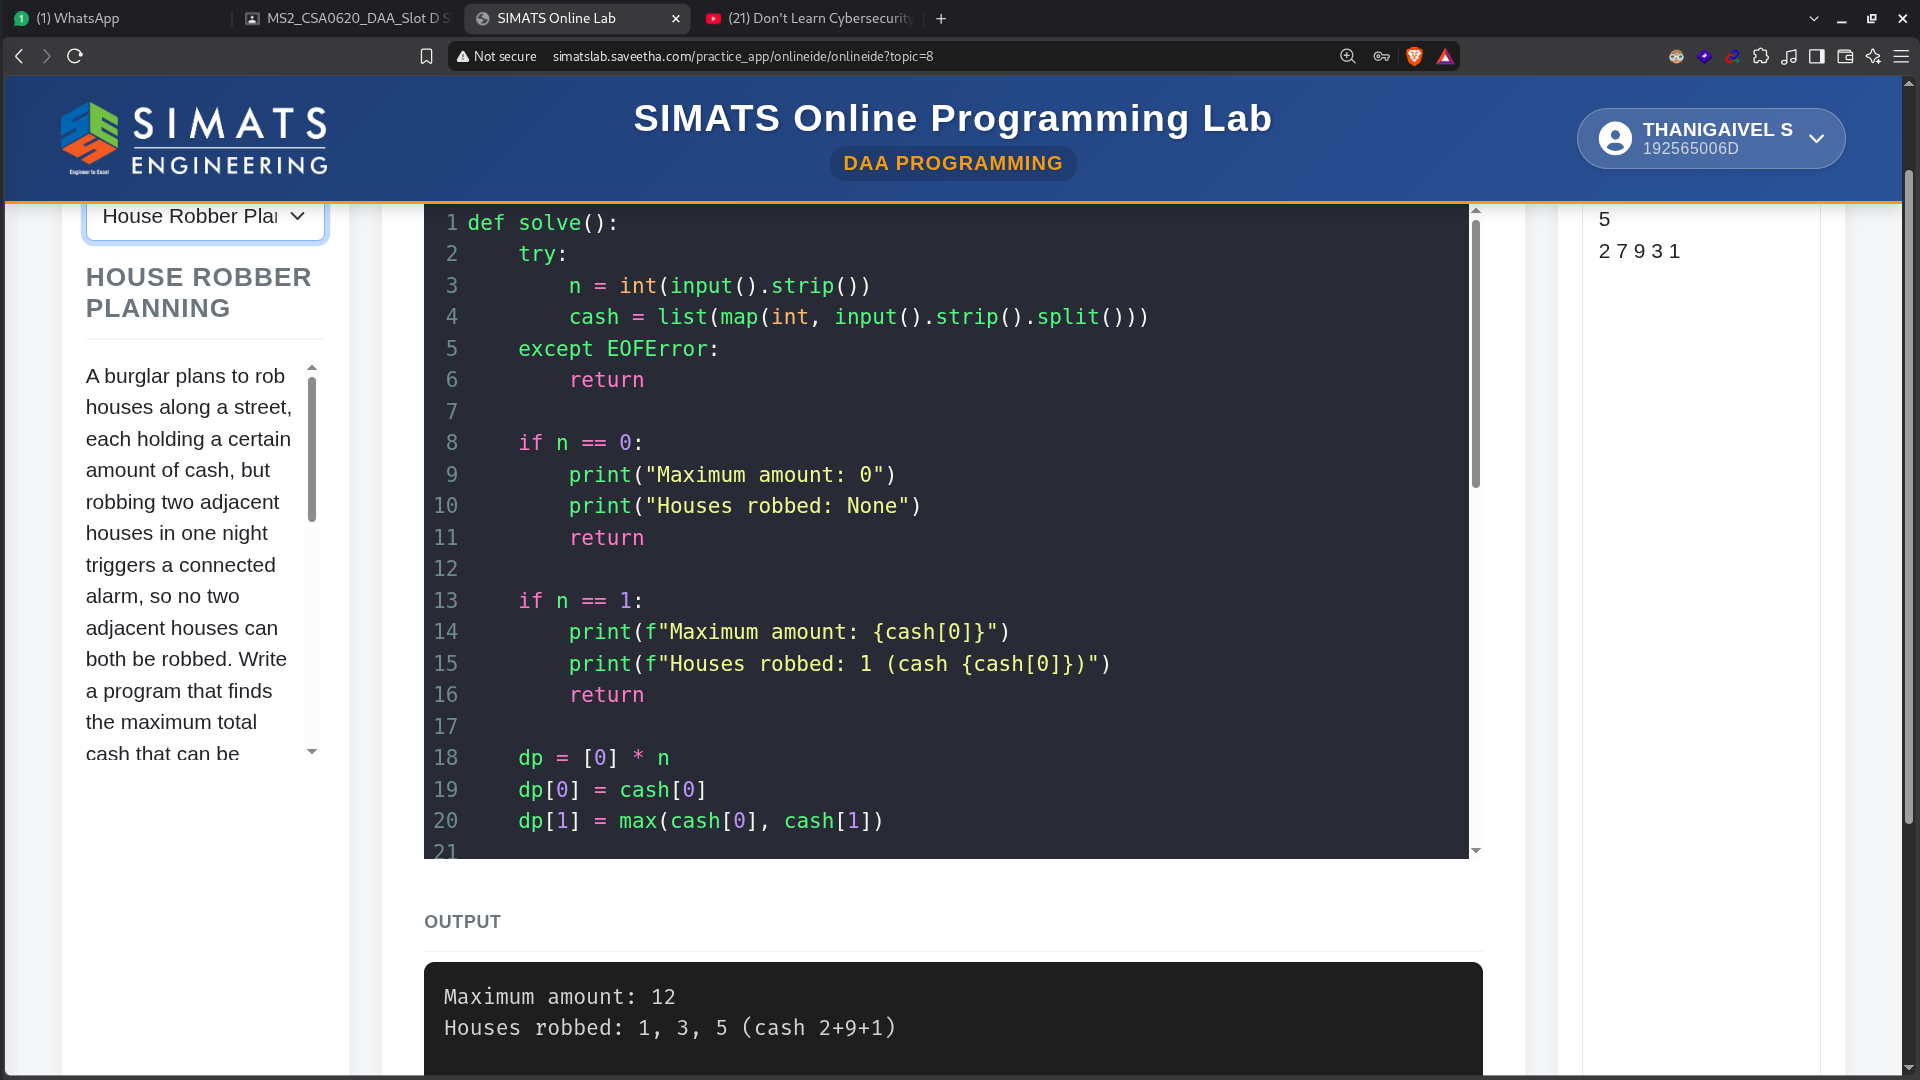 (1) WhatsApp
MS2_CSA0620_DAA_Slot D S
SIMATS Online Lab
(21) Don't Learn Cybersecurity
Not secure
simatslab.saveetha.com/practice_app/onlineide/onlineide?topic=8
SIMATS
ENGINEERING
Engineer to Excel
SIMATS Online Programming Lab
DAA PROGRAMMING
THANIGAIVEL S
192565006D
House Robber Plan
HOUSE ROBBER
PLANNING
A burglar plans to rob
houses along a street,
each holding a certain
amount of cash, but
robbing two adjacent
houses in one night
triggers a connected
alarm, so no two
adjacent houses can
both be robbed. Write
a program that finds
the maximum total
cash that can be
1 def solve():
2     try:
3         n = int(input().strip())
4         cash = list(map(int, input().strip().split()))
5     except EOFError:
6         return
7
8     if n == 0:
9         print("Maximum amount: 0")
10         print("Houses robbed: None")
11         return
12
13     if n == 1:
14         print(f"Maximum amount: {cash[0]}")
15         print(f"Houses robbed: 1 (cash {cash[0]})")
16         return
17
18     dp = [0] * n
19     dp[0] = cash[0]
20     dp[1] = max(cash[0], cash[1])
21
OUTPUT
Maximum amount: 12
Houses robbed: 1, 3, 5 (cash 2+9+1)
5
2 7 9 3 1